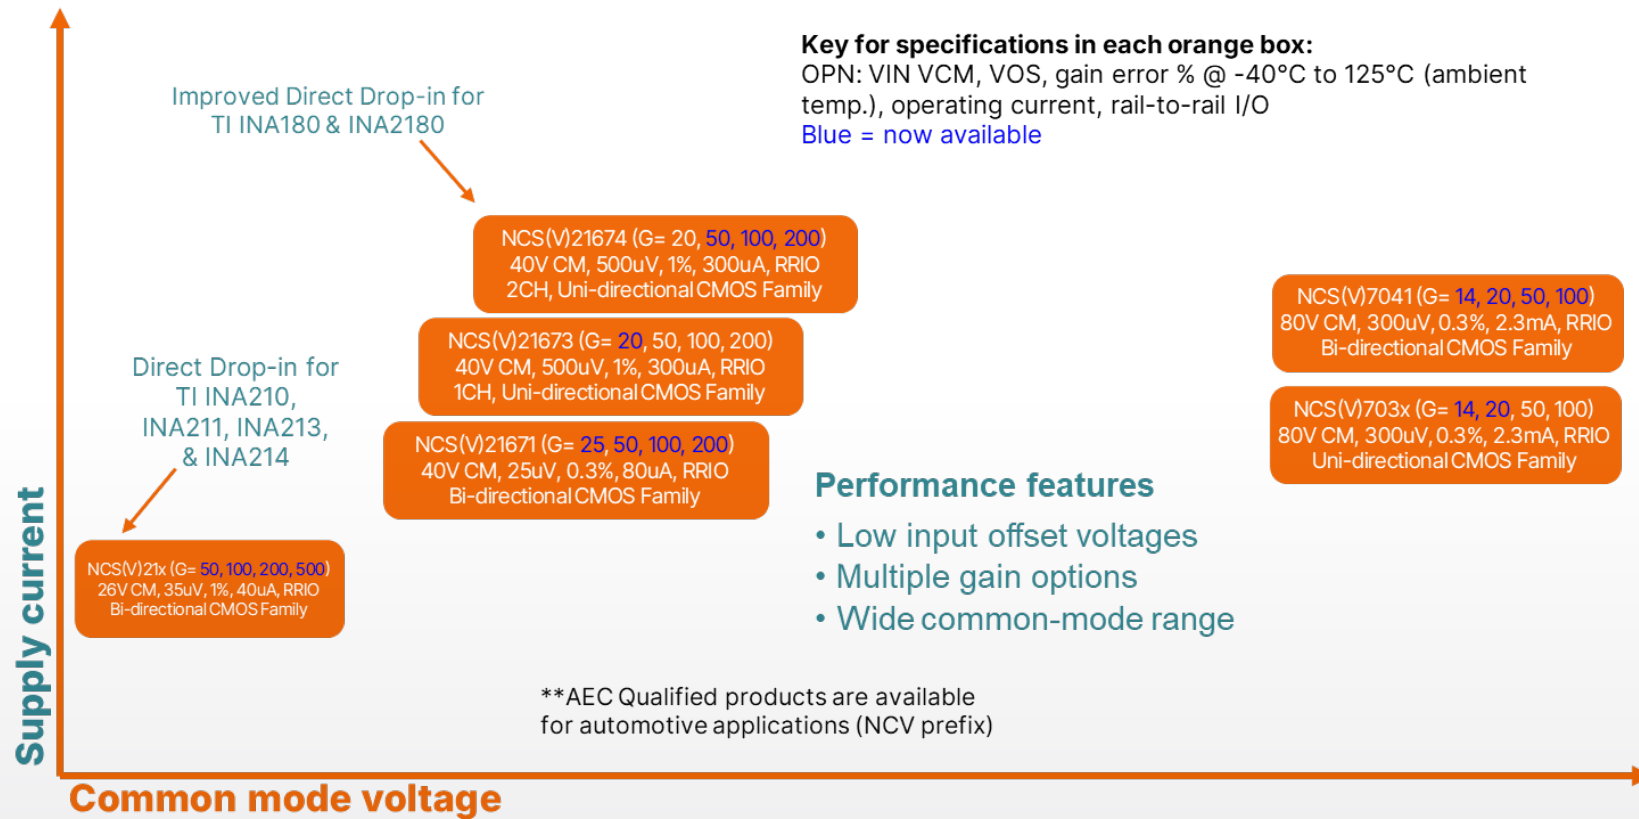 Key for specifications in each orange box:
OPN: VIN VCM, VOS, gain error % @ -40°C to 125°C (ambient
temp.), operating current, rail-to-rail I/O
Blue = now available
Improved Direct Drop-in for
TI INA180 & INA2180
NCS(V)21674 (G= 20, 50, 100, 200)
40V CM, 500uV, 1%, 300uA, RRIO
2CH, Uni-directional CMOS Family
NCS(V)7041 (G= 14, 20, 50, 100)
80V CM, 300uV, 0.3%, 2.3mA, RRIO
Bi-directional CMOS Family
NCS(V)21673 (G= 20, 50, 100, 200)
40V CM, 500uV, 1%, 300uA, RRIO
1CH, Uni-directional CMOS Family
Direct Drop-in for
TI INA210,
INA211, INA213,
& INA214
NCS(V)703x (G= 14, 20, 50, 100)
80V CM, 300uV, 0.3%, 2.3mA, RRIO
Uni-directional CMOS Family
NCS(V)21671 (G= 25, 50, 100, 200)
40V CM, 25uV, 0.3%, 80uA, RRIO
Bi-directional CMOS Family
Performance features
• Low input offset voltages
• Multiple gain options
• Wide common-mode range
NCS(V)21x (G= 50, 100, 200, 500)
26V CM, 35uV, 1%, 40uA, RRIO
Bi-directional CMOS Family
Supply current
**AEC Qualified products are available
for automotive applications (NCV prefix)
Common mode voltage